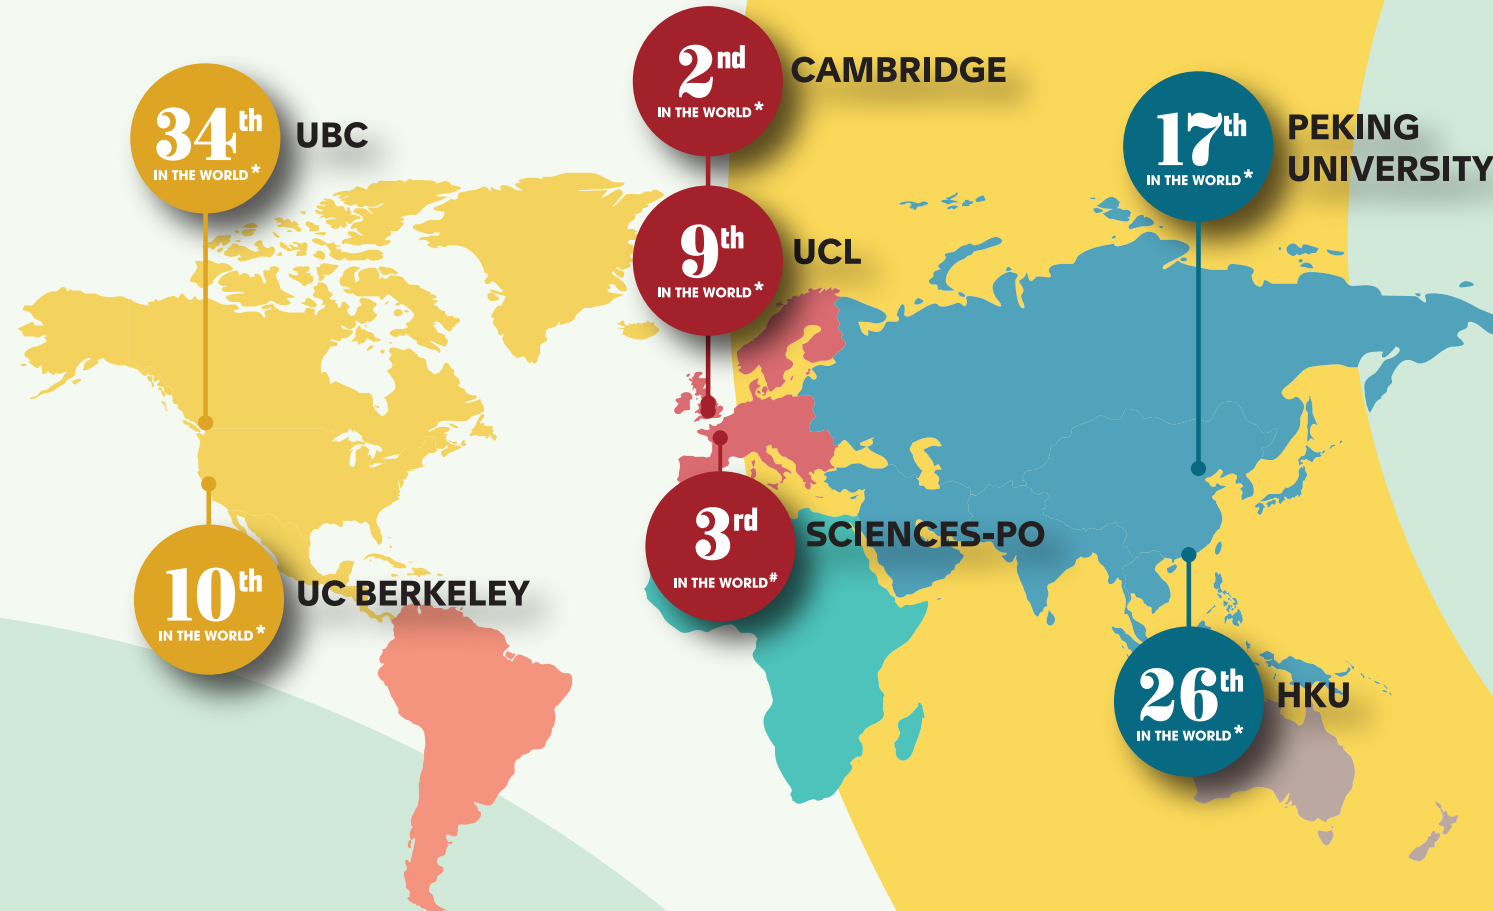 34th
IN THE WORLD*
UBC
2nd
IN THE WORLD*
CAMBRIDGE
17th
IN THE WORLD*
PEKING
UNIVERSITY
9th
IN THE WORLD*
UCL
3rd
IN THE WORLD#
SCIENCES-PO
10th
IN THE WORLD*
UC BERKELEY
26th
IN THE WORLD*
HKU